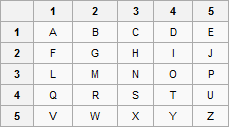 1 2 3 4 5
1 A B C D E
2 F G H I J
3 L M N O P
4 Q R S T U
5 V W X Y Z